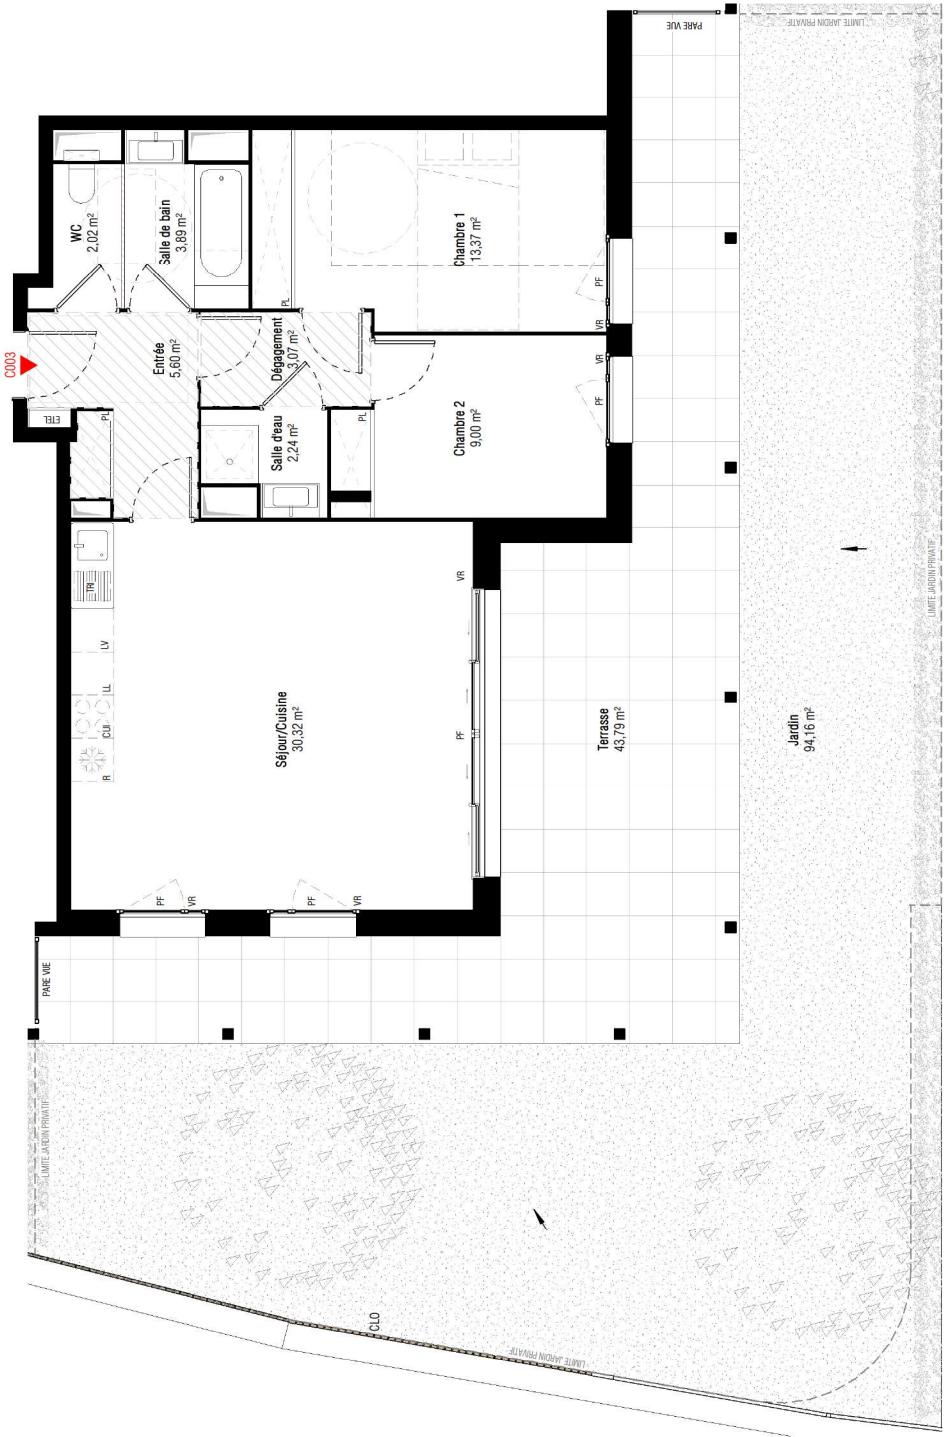 PARE VUE
LIMITE JARDIN PRIVATIF
C003
WC
2,02 m²
Salle de bain
3,89 m²
PL
Chambre 1
13,37 m²
PF
VR
Entrée
5,60 m²
Dégagement
3,07 m²
ETEL
PL
Salle d'eau
2,24 m²
PL
Chambre 2
9,00 m²
VR
PF
TRI
LV
LL
CUI
R
Séjour/Cuisine
30,32 m²
VR
PF
PF
VR
PF
VR
Terrasse
43,79 m²
Jardin
94,16 m²
LIMITE JARDIN PRIVATIF
PARE VUE
LIMITE JARDIN PRIVATIF
CLO
LIMITE JARDIN PRIVATIF